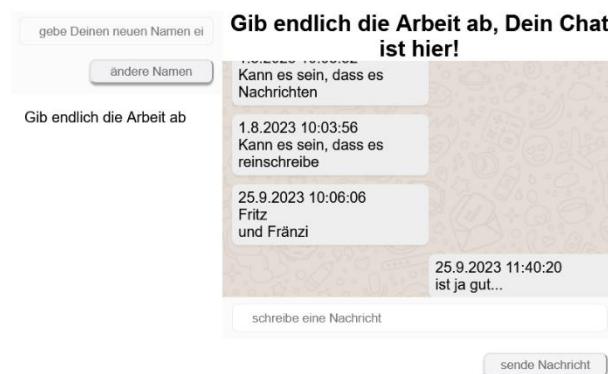 gebe Deinen neuen Namen ei
ändere Namen
Gib endlich die Arbeit ab
Gib endlich die Arbeit ab, Dein Chat
ist hier!
Kann es sein, dass es
Nachrichten
1.8.2023 10:03:56
Kann es sein, dass es
reinschreibe
25.9.2023 10:06:06
Fritz
und Fränzi
25.9.2023 11:40:20
ist ja gut...
schreibe eine Nachricht
sende Nachricht